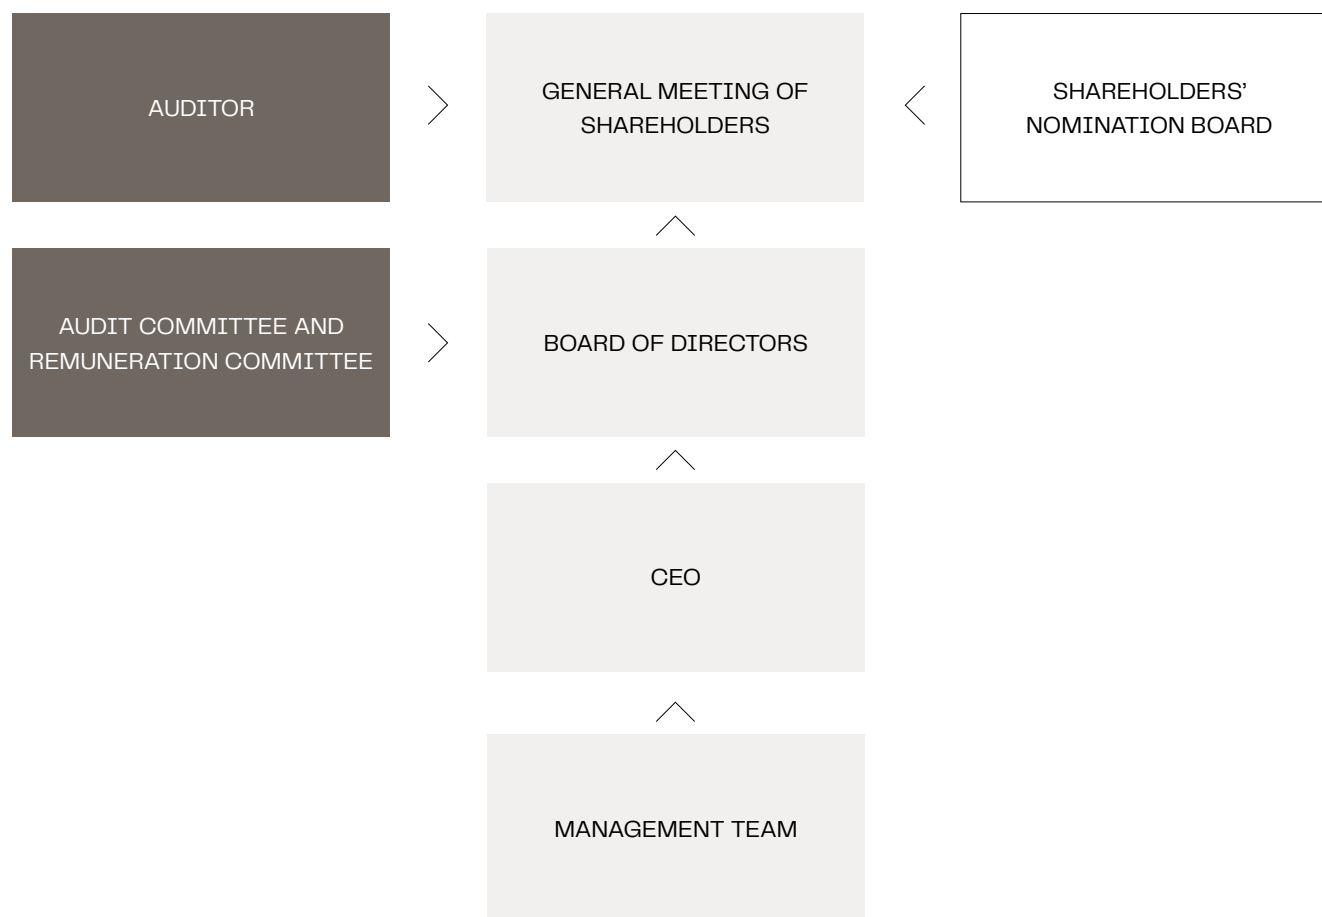 AUDITOR
GENERAL MEETING OF
SHAREHOLDERS
SHAREHOLDERS’
NOMINATION BOARD
AUDIT COMMITTEE AND
REMUNERATION COMMITTEE
BOARD OF DIRECTORS
CEO
MANAGEMENT TEAM